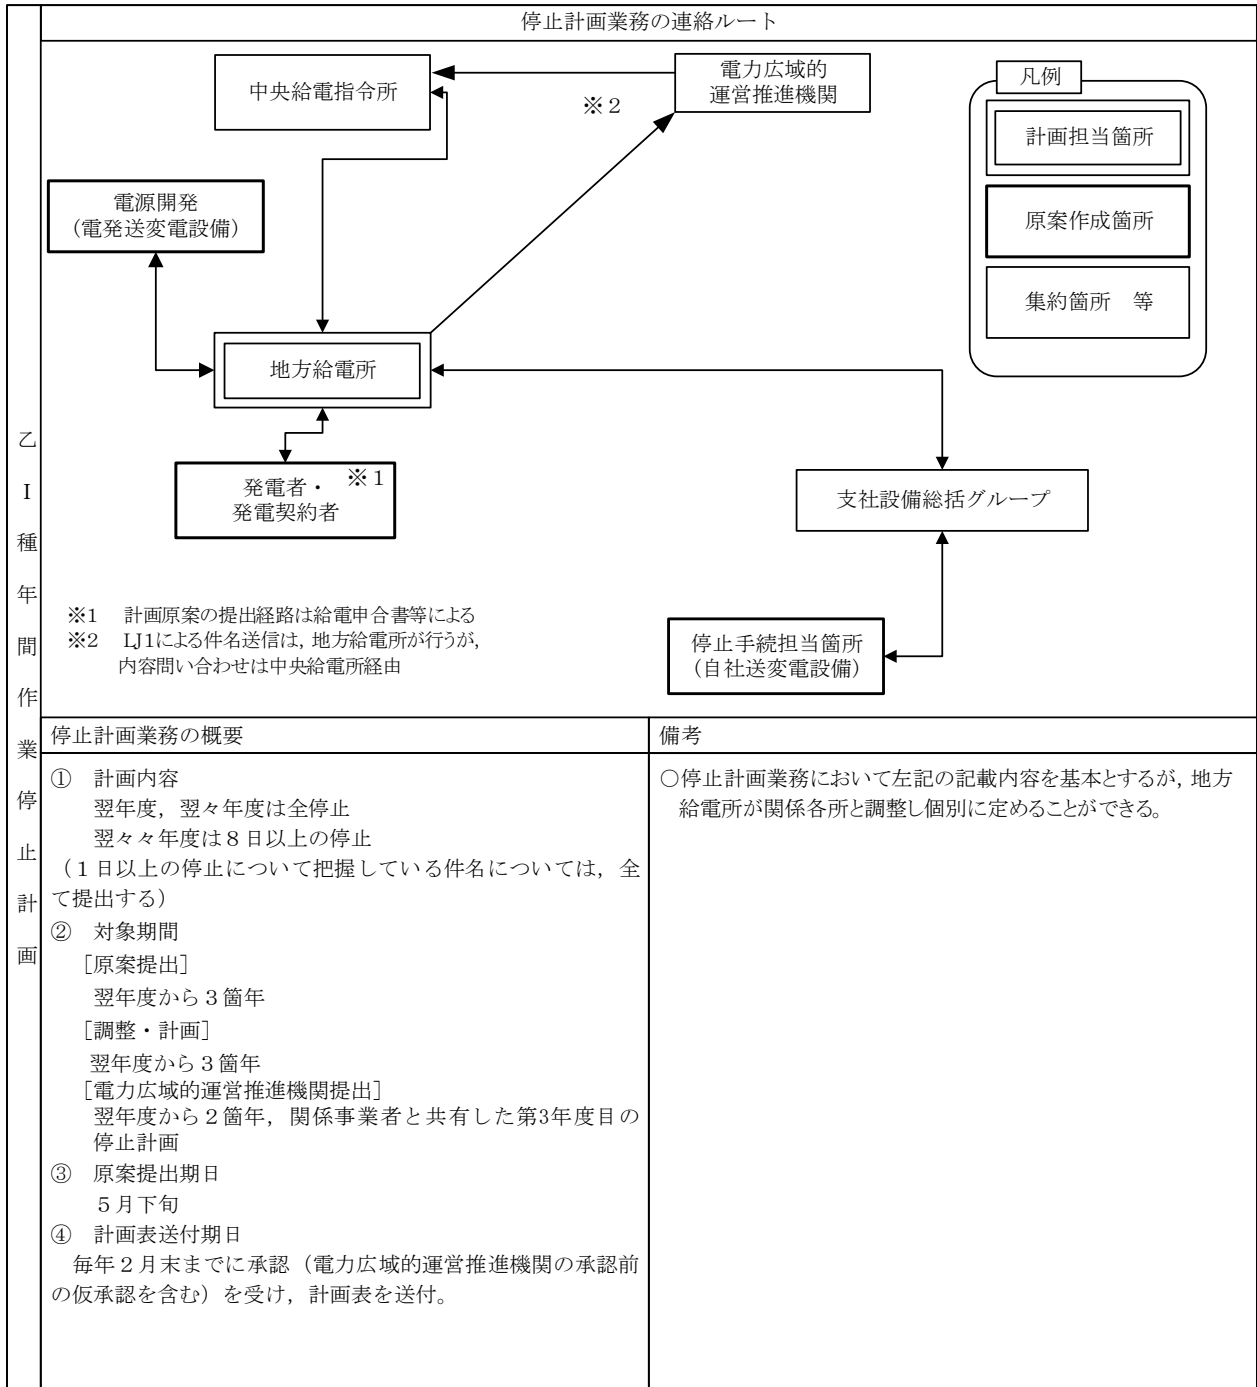 停止計画業務の連絡ルート
中央給電指令所
電力広域的
運営推進機関
※２
凡例
計画担当箇所
原案作成箇所
集約箇所　等
電源開発
（電発送変電設備）
地方給電所
発電者・
発電契約者
※１
支社設備総括グループ
停止手続担当箇所
（自社送変電設備）
※1　計画原案の提出経路は給電申合書等による
※2　LJ1による件名送信は，地方給電所が行うが，
内容問い合わせは中央給電所経由
乙Ⅰ種年間作業停止計画
停止計画業務の概要
①　計画内容
翌年度，翌々年度は全停止
翌々々年度は８日以上の停止
（１日以上の停止について把握している件名については，全
て提出する）
②　対象期間
［原案提出］
翌年度から３箇年
［調整・計画］
翌年度から３箇年
［電力広域的運営推進機関提出］
翌年度から２箇年，関係事業者と共有した第3年度目の
停止計画
③　原案提出期日
５月下旬
④　計画表送付期日
毎年２月末までに承認（電力広域的運営推進機関の承認前
の仮承認を含む）を受け，計画表を送付。
備考
○停止計画業務において左記の記載内容を基本とするが，地方
給電所が関係各所と調整し個別に定めることができる。